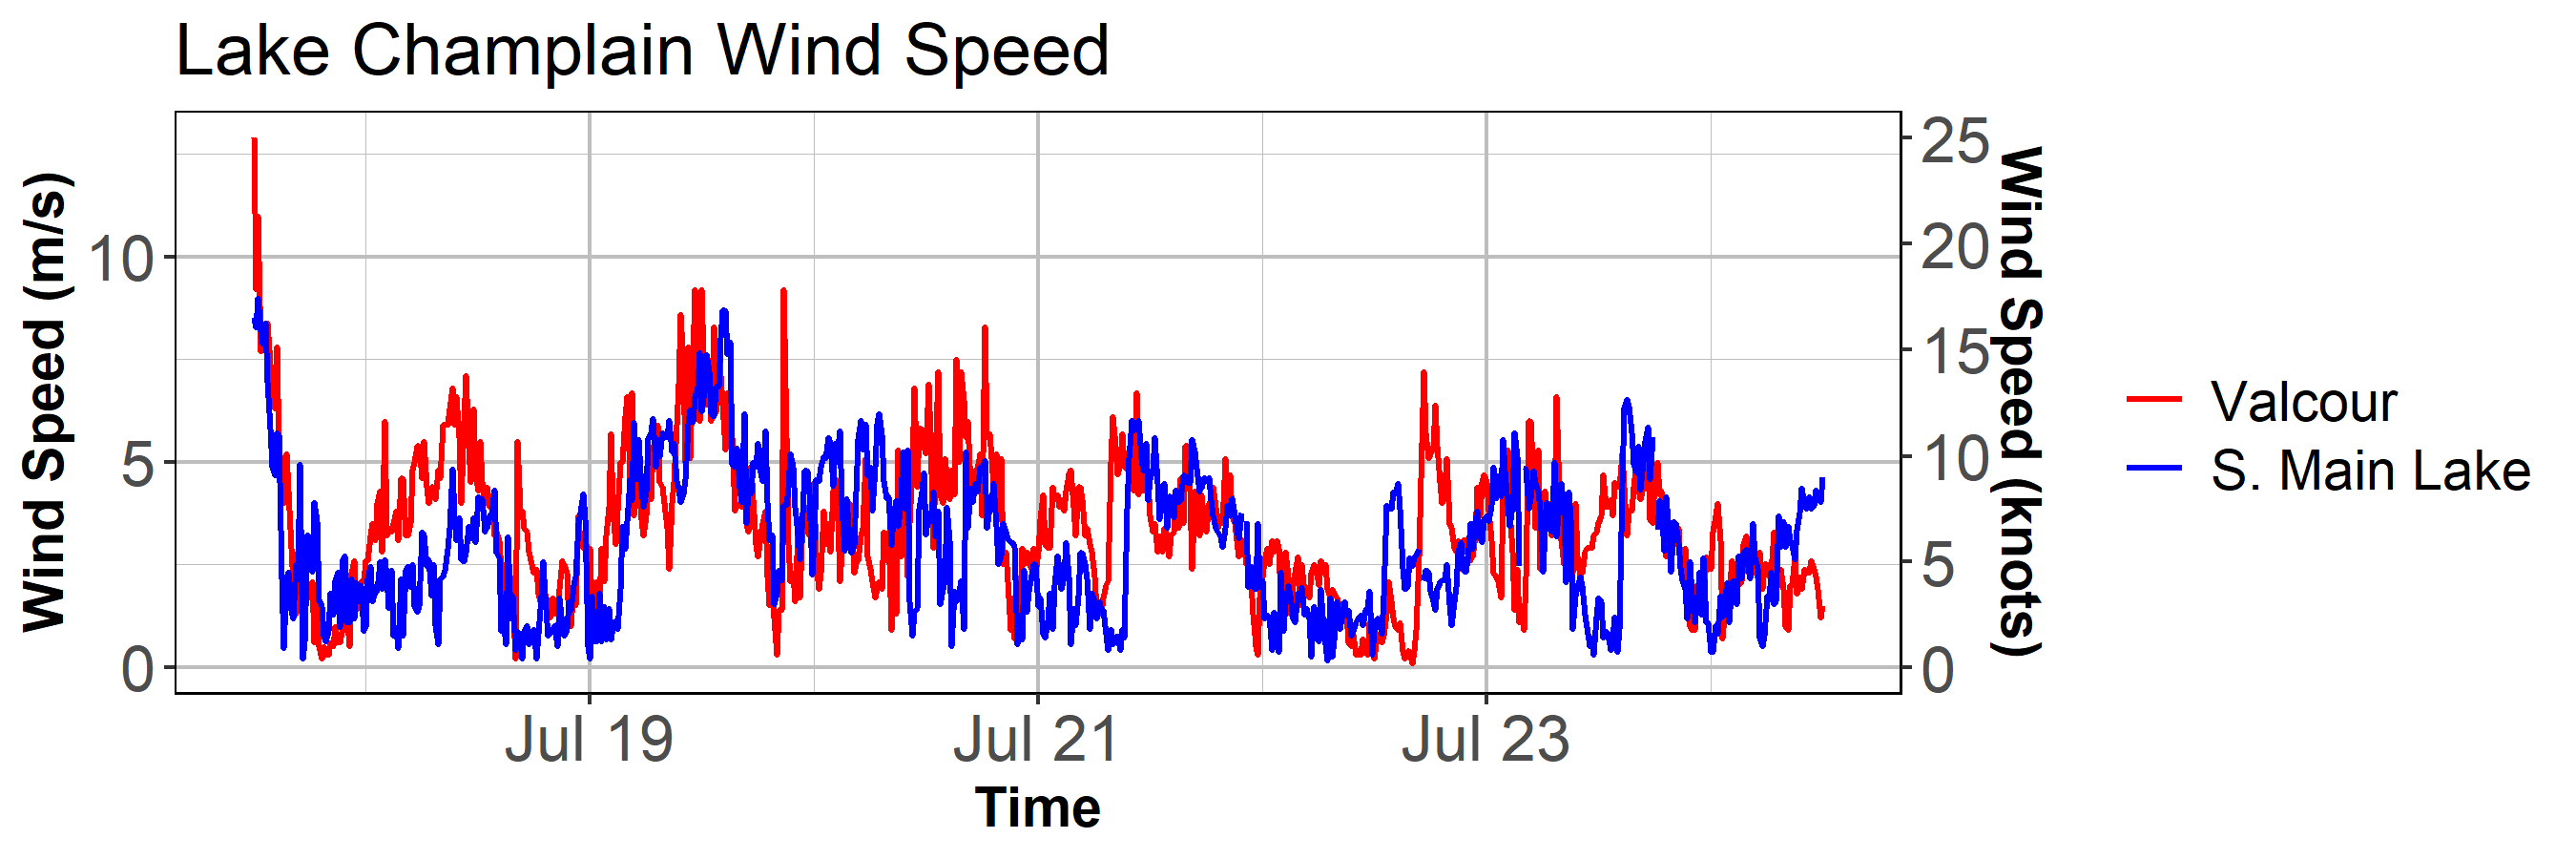 Lake Champlain Wind Speed
Wind Speed (m/s)
10
5
0
25
20
15
10
5
0
Wind Speed (knots)
Jul 19
Jul 21
Jul 23
Time
Valcour
S. Main Lake